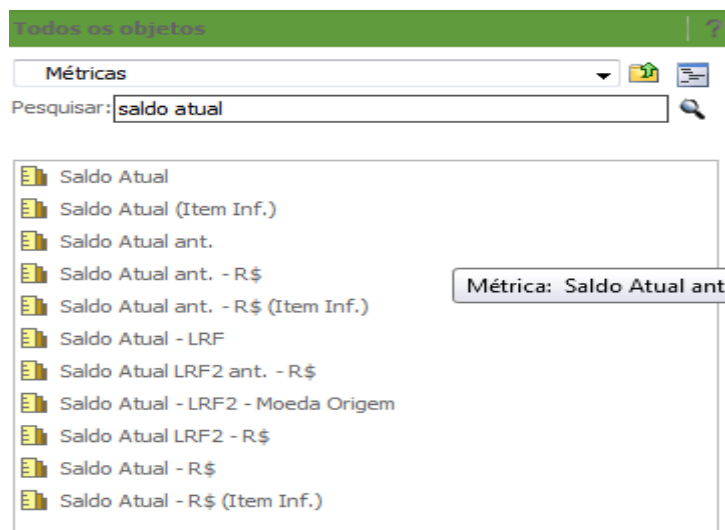 Todos os objetos ?
Métricas
Pesquisar: saldo atual
Saldo Atual
Saldo Atual (Item Inf.)
Saldo Atual ant.
Saldo Atual ant. - R$
Métrica: Saldo Atual ant
Saldo Atual ant. - R$ (Item Inf.)
Saldo Atual - LRF
Saldo Atual LRF2 ant. - R$
Saldo Atual - LRF2 - Moeda Origem
Saldo Atual LRF2 - R$
Saldo Atual - R$
Saldo Atual - R$ (Item Inf.)